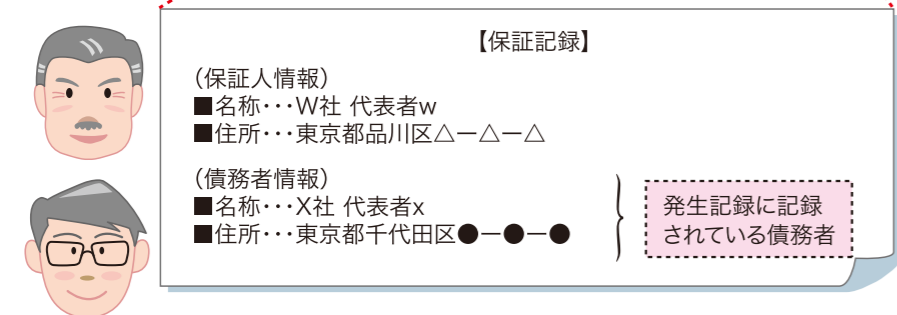 【保証記録】
（保証人情報）
■名称･･･W社 代表者w
■住所･･･東京都品川区△ー△ー△
（債務者情報）
■名称･･･X社 代表者x
■住所･･･東京都千代田区●ー●ー●
発生記録に記録
されている債務者